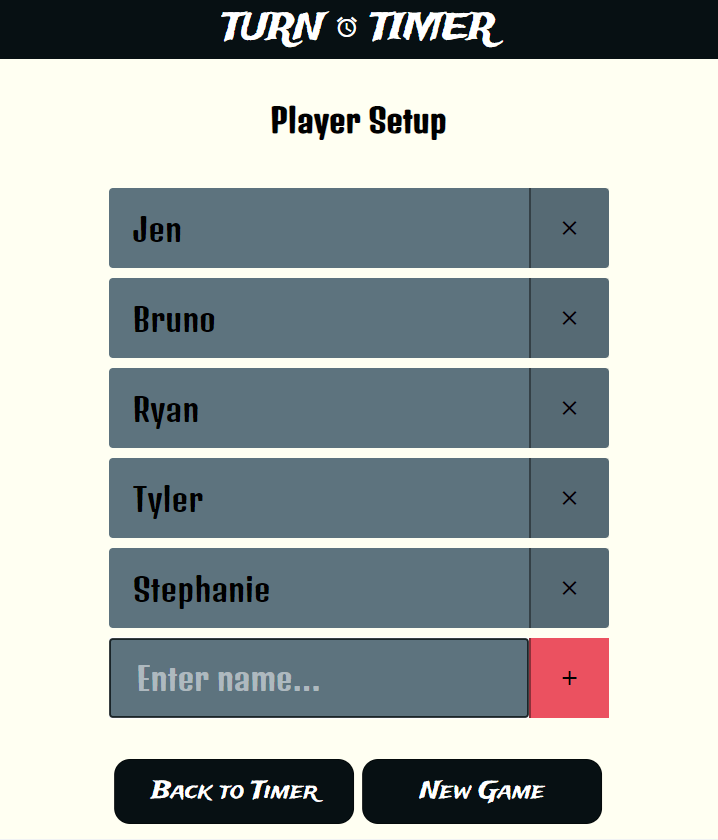 TURN TIMER
Player Setup
Jen ×
Bruno ×
Ryan ×
Tyler ×
Stephanie ×
Enter name... +
Back to Timer New Game